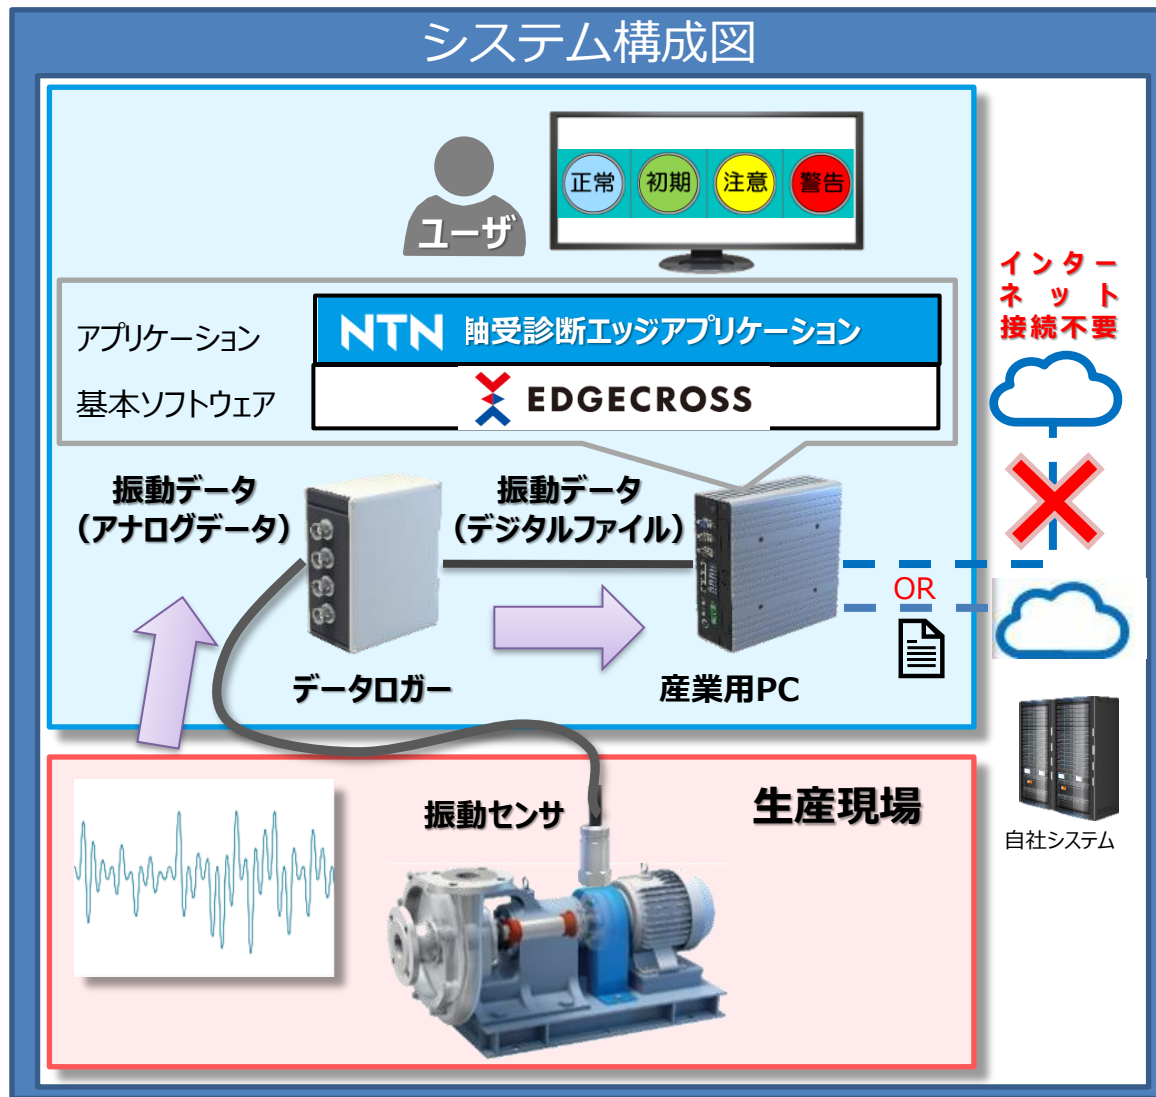 システム構成図
正常
初期
注意
警告
ユーザ
インター
ネット
接続不要
アプリケーション
NTN 軸受診断エッジアプリケーション
基本ソフトウェア
EDGECROSS
振動データ
（アナログデータ）
振動データ
（デジタルファイル）
OR
データロガー
産業用PC
自社システム
振動センサ
生産現場